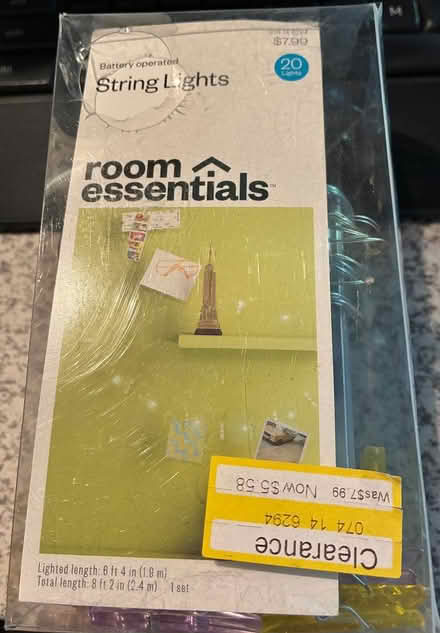 $7.99
Battery operated
String Lights
20
Lights
room
essentials™
Clearance
074 14 6294
Was $7.99 Now $5.58
Lighted length: 6 ft 4 in (1.9 m)
Total length: 8 ft 2 in (2.4 m) 1 set
M